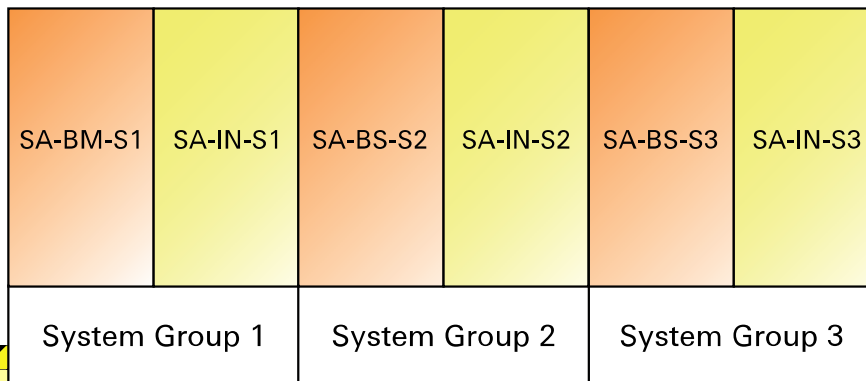 SA-BM-S1 SA-IN-S1 SA-BS-S2 SA-IN-S2 SA-BS-S3 SA-IN-S3
System Group 1 System Group 2 System Group 3